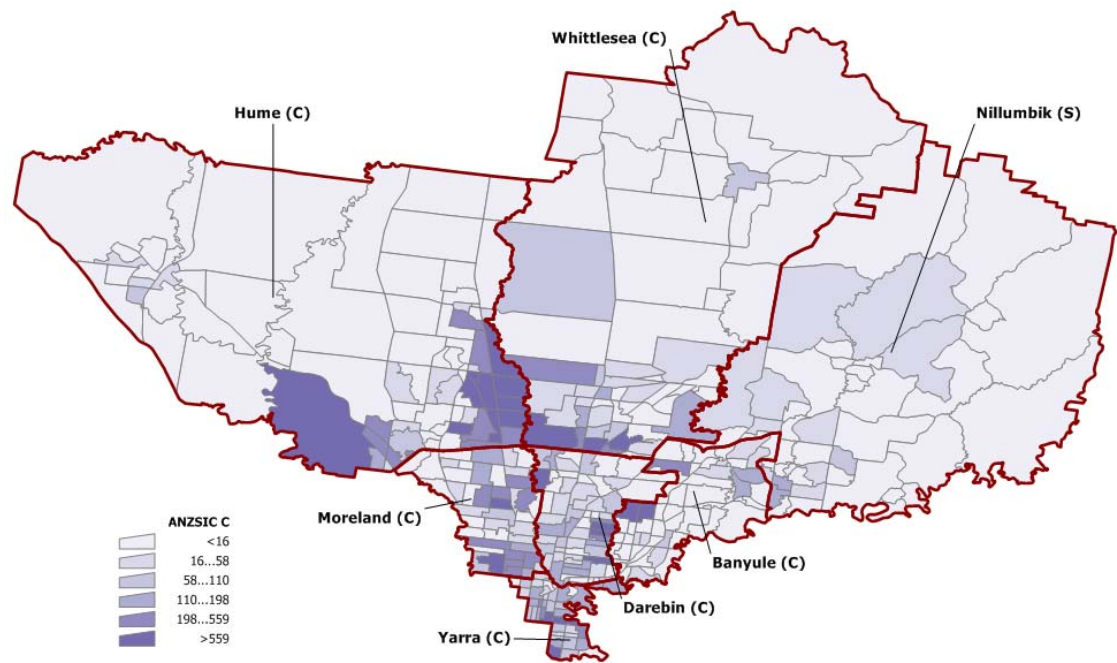 Whittlesea (C)
Hume (C)
Nillumbik (S)
Moreland (C)
Banyule (C)
Darebin (C)
Yarra (C)
ANZSIC C
<16
16...58
58...110
110...198
198...559
>559